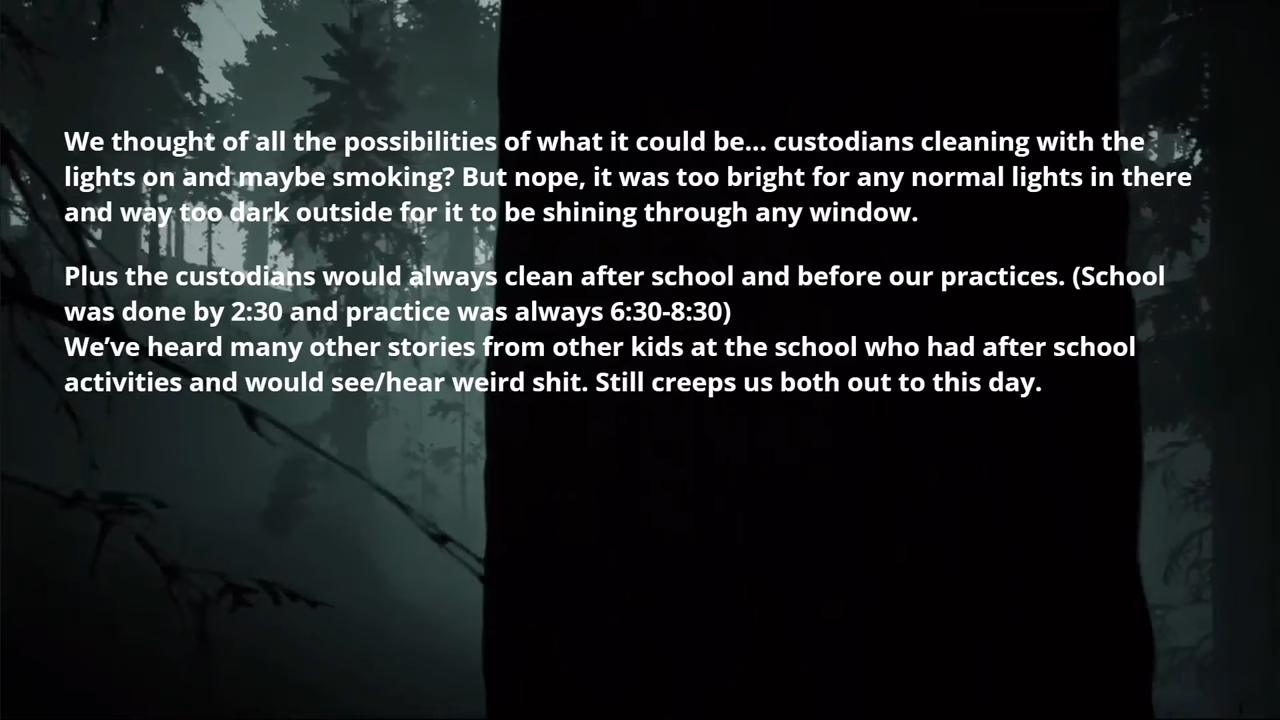 We thought of all the possibilities of what it could be... custodians cleaning with the
lights on and maybe smoking? But nope, it was too bright for any normal lights in there
and way too dark outside for it to be shining through any window.
Plus the custodians would always clean after school and before our practices. (School
was done by 2:30 and practice was always 6:30-8:30)
We’ve heard many other stories from other kids at the school who had after school
activities and would see/hear weird shit. Still creeps us both out to this day.